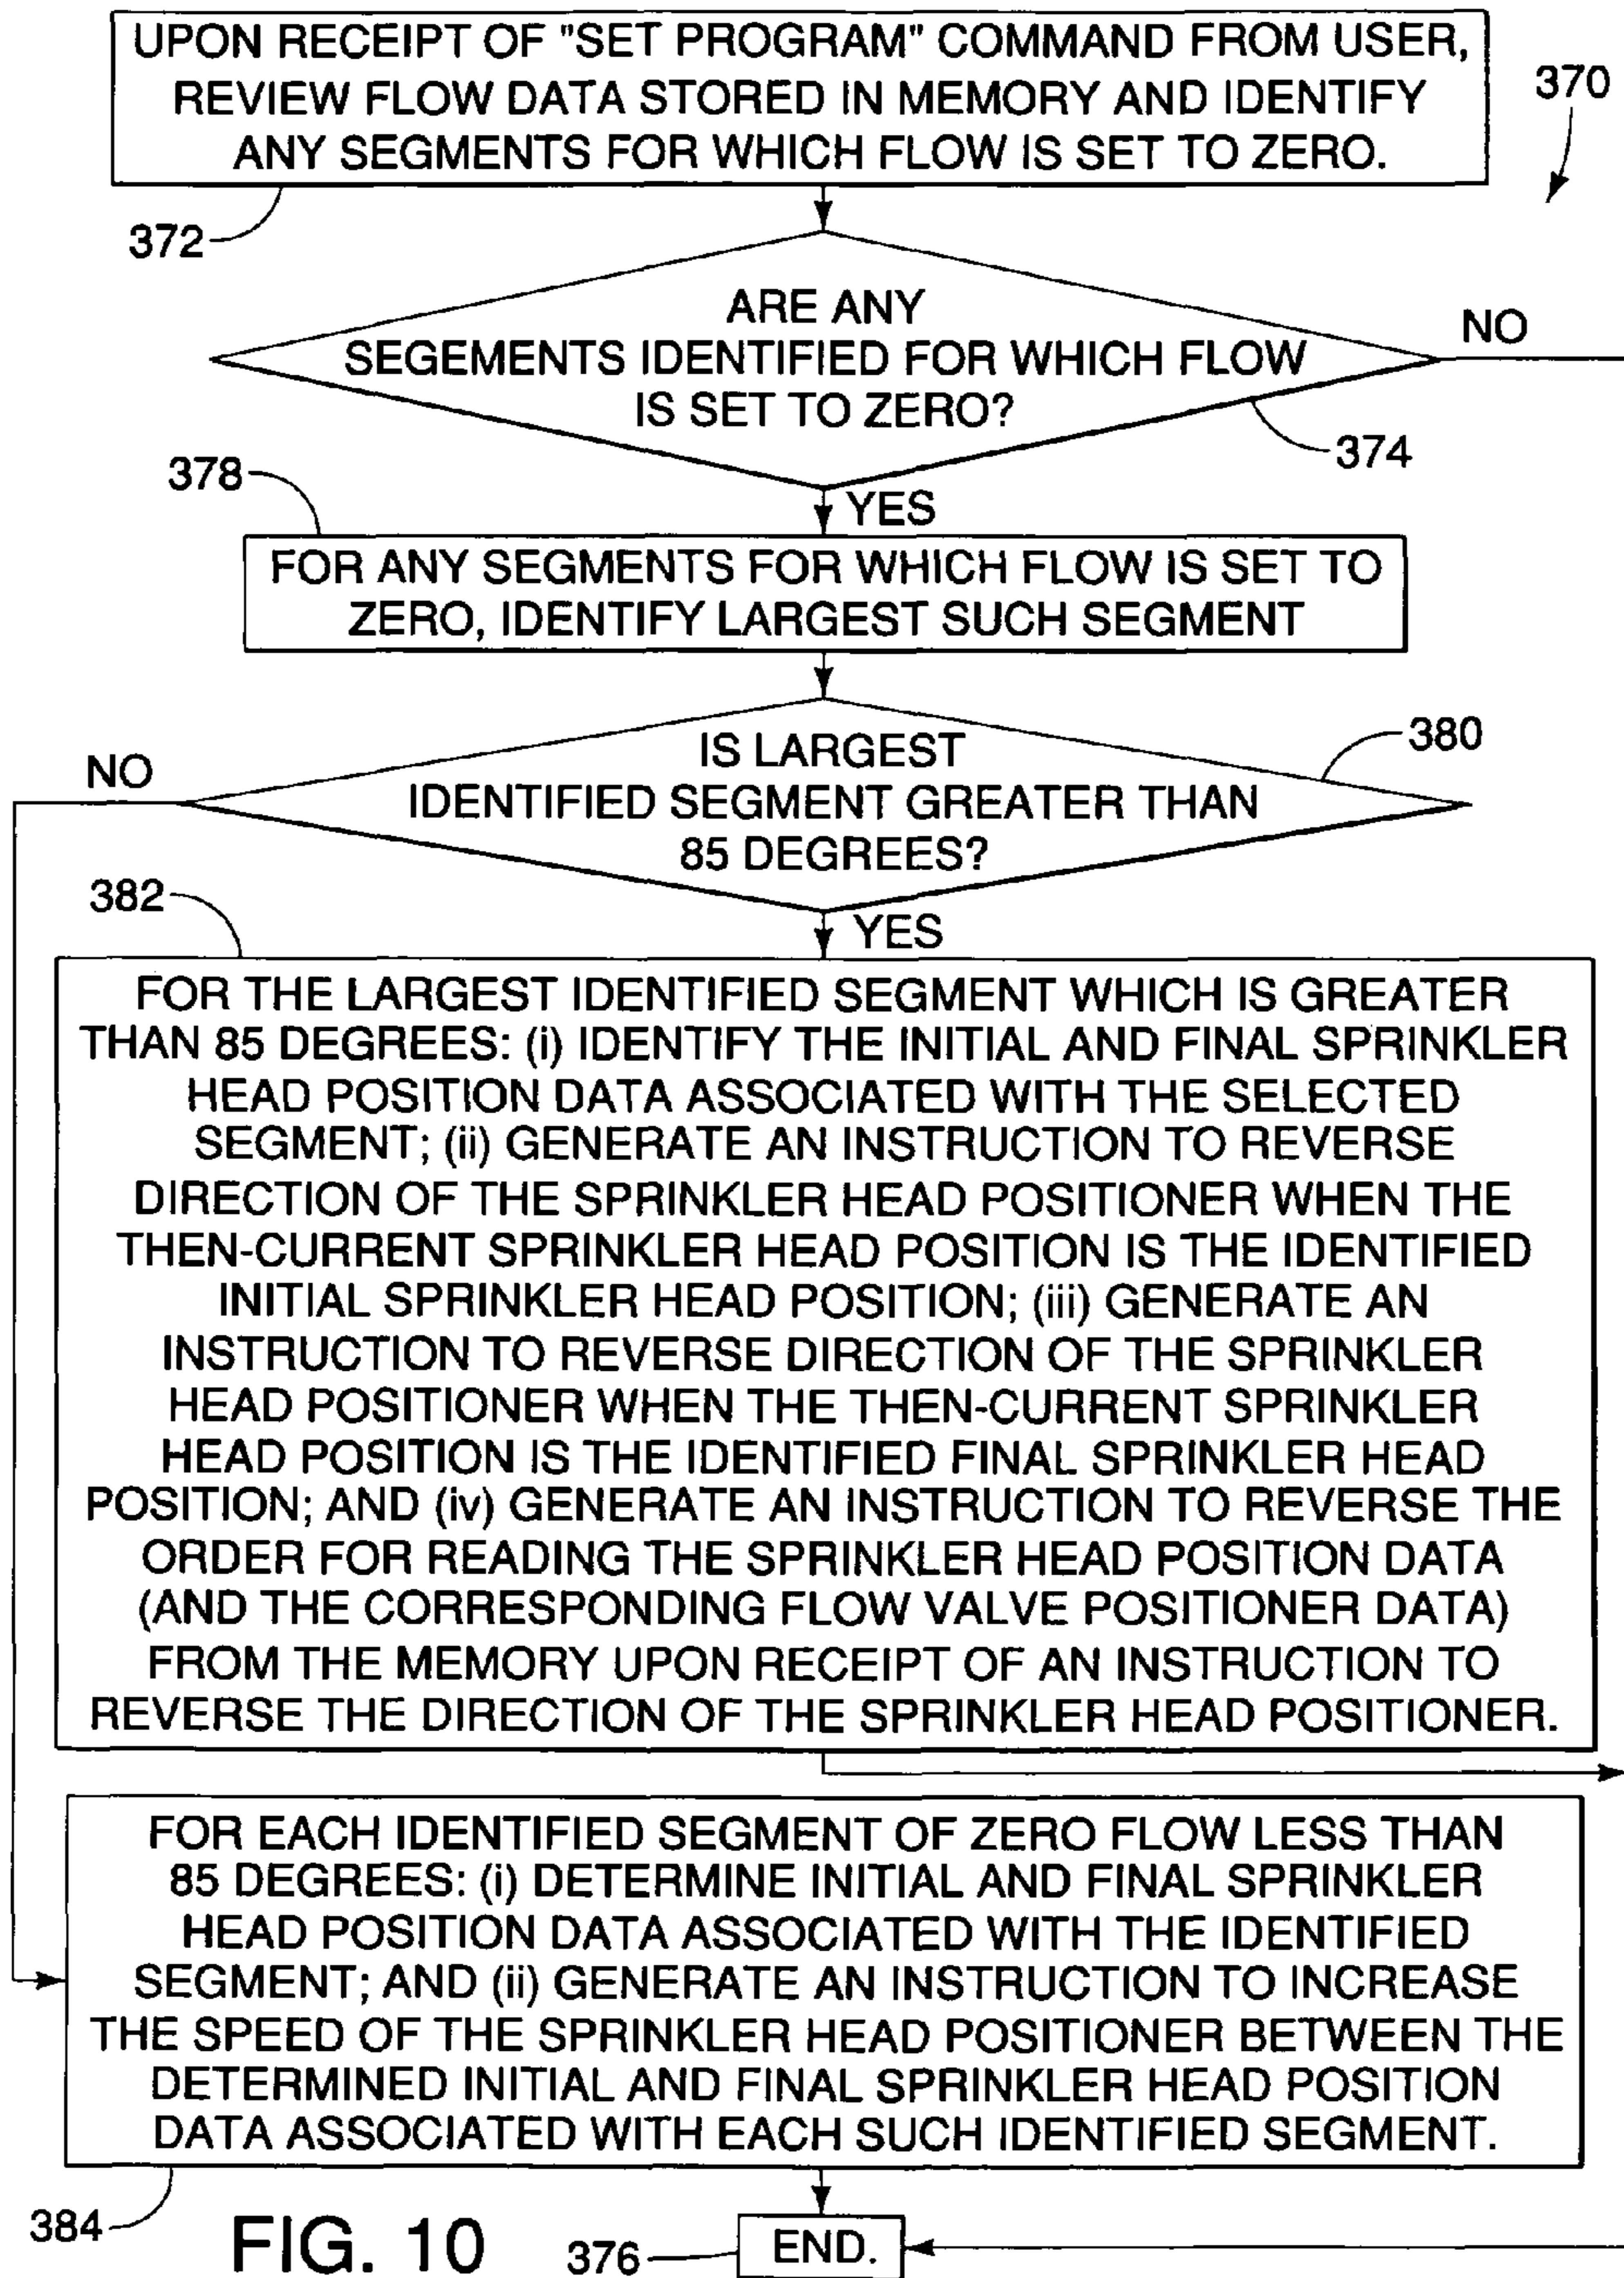 UPON RECEIPT OF "SET PROGRAM" COMMAND FROM USER,
REVIEW FLOW DATA STORED IN MEMORY AND IDENTIFY
ANY SEGMENTS FOR WHICH FLOW IS SET TO ZERO.
370
372
ARE ANY
SEGEMENTS IDENTIFIED FOR WHICH FLOW
IS SET TO ZERO?
NO
374
378
YES
FOR ANY SEGMENTS FOR WHICH FLOW IS SET TO
ZERO, IDENTIFY LARGEST SUCH SEGMENT
380
NO
IS LARGEST
IDENTIFIED SEGMENT GREATER THAN
85 DEGREES?
382
YES
FOR THE LARGEST IDENTIFIED SEGMENT WHICH IS GREATER
THAN 85 DEGREES: (i) IDENTIFY THE INITIAL AND FINAL SPRINKLER
HEAD POSITION DATA ASSOCIATED WITH THE SELECTED
SEGMENT; (ii) GENERATE AN INSTRUCTION TO REVERSE
DIRECTION OF THE SPRINKLER HEAD POSITIONER WHEN THE
THEN-CURRENT SPRINKLER HEAD POSITION IS THE IDENTIFIED
INITIAL SPRINKLER HEAD POSITION; (iii) GENERATE AN
INSTRUCTION TO REVERSE DIRECTION OF THE SPRINKLER
HEAD POSITIONER WHEN THE THEN-CURRENT SPRINKLER
HEAD POSITION IS THE IDENTIFIED FINAL SPRINKLER HEAD
POSITION; AND (iv) GENERATE AN INSTRUCTION TO REVERSE THE
ORDER FOR READING THE SPRINKLER HEAD POSITION DATA
(AND THE CORRESPONDING FLOW VALVE POSITIONER DATA)
FROM THE MEMORY UPON RECEIPT OF AN INSTRUCTION TO
REVERSE THE DIRECTION OF THE SPRINKLER HEAD POSITIONER.
FOR EACH IDENTIFIED SEGMENT OF ZERO FLOW LESS THAN
85 DEGREES: (i) DETERMINE INITIAL AND FINAL SPRINKLER
HEAD POSITION DATA ASSOCIATED WITH THE IDENTIFIED
SEGMENT; AND (ii) GENERATE AN INSTRUCTION TO INCREASE
THE SPEED OF THE SPRINKLER HEAD POSITIONER BETWEEN THE
DETERMINED INITIAL AND FINAL SPRINKLER HEAD POSITION
DATA ASSOCIATED WITH EACH SUCH IDENTIFIED SEGMENT.
384
FIG. 10
376
END.